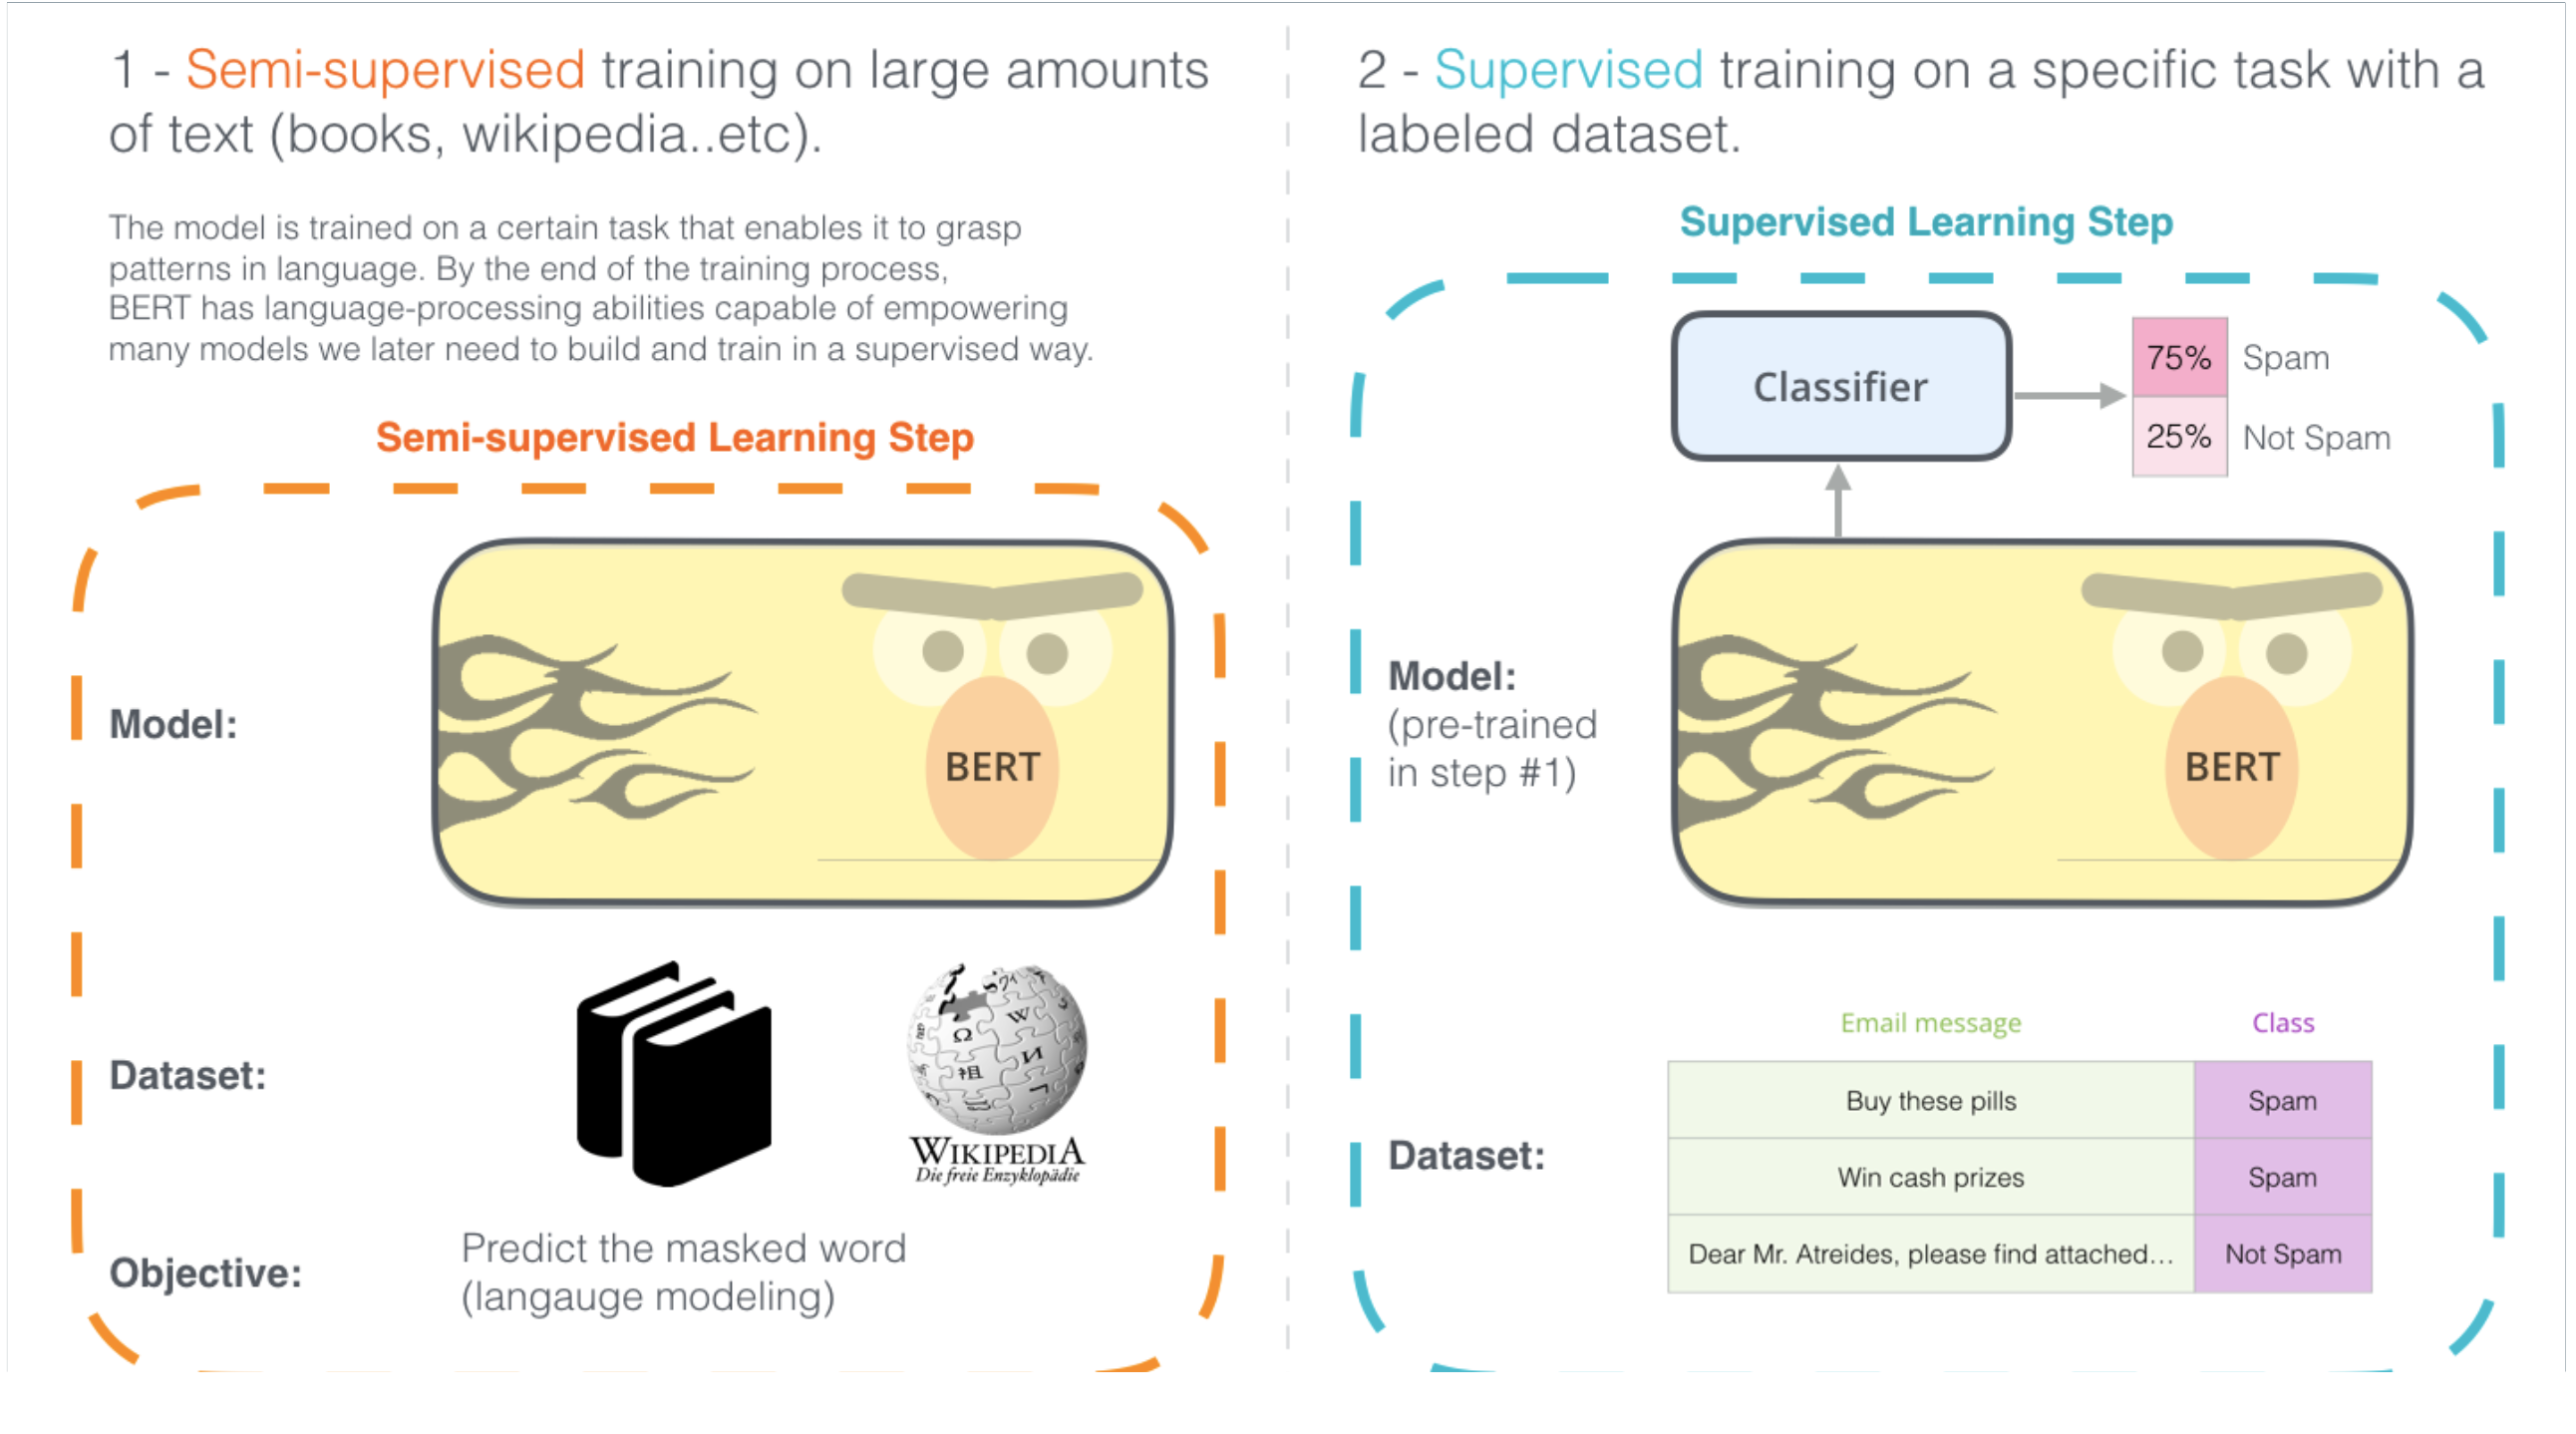 1 - Semi-supervised training on large amounts
of text (books, wikipedia..etc).
The model is trained on a certain task that enables it to grasp
patterns in language. By the end of the training process,
BERT has language-processing abilities capable of empowering
many models we later need to build and train in a supervised way.
Semi-supervised Learning Step
Model:
BERT
Dataset:
WIKIPEDIA
Die freie Enzyklopädie
Objective:
Predict the masked word
(langauge modeling)
2 - Supervised training on a specific task with a
labeled dataset.
Supervised Learning Step
Classifier
75% Spam
25% Not Spam
Model:
(pre-trained
in step #1)
BERT
Dataset:
Email message Class
Buy these pills Spam
Win cash prizes Spam
Dear Mr. Atreides, please find attached... Not Spam